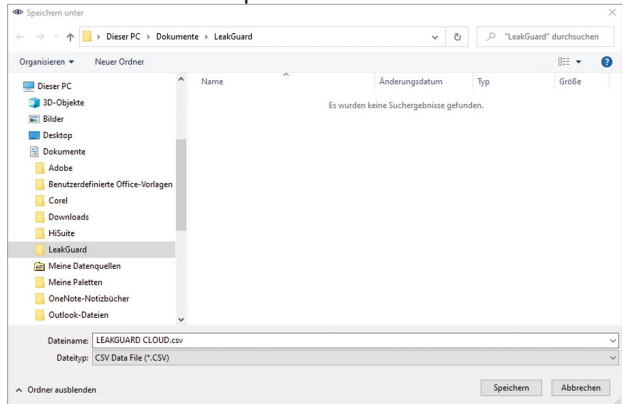 Speichern unter
Dieser PC > Dokumente > LeakGuard
"LeakGuard" durchsuchen
Organisieren
Neuer Ordner
Name
Änderungsdatum
Typ
Größe
Es wurden keine Suchergebnisse gefunden.
Dieser PC
3D-Objekte
Bilder
Desktop
Dokumente
Adobe
Benutzerdefinierte Office-Vorlagen
Corel
Downloads
HiSuite
LeakGuard
Meine Datenquellen
Meine Paletten
OneNote-Notizbücher
Outlook-Dateien
Dateiname: LEAKGUARD CLOUD.csv
Dateityp: CSV Data File (*.CSV)
Ordner ausblenden
Speichern
Abbrechen